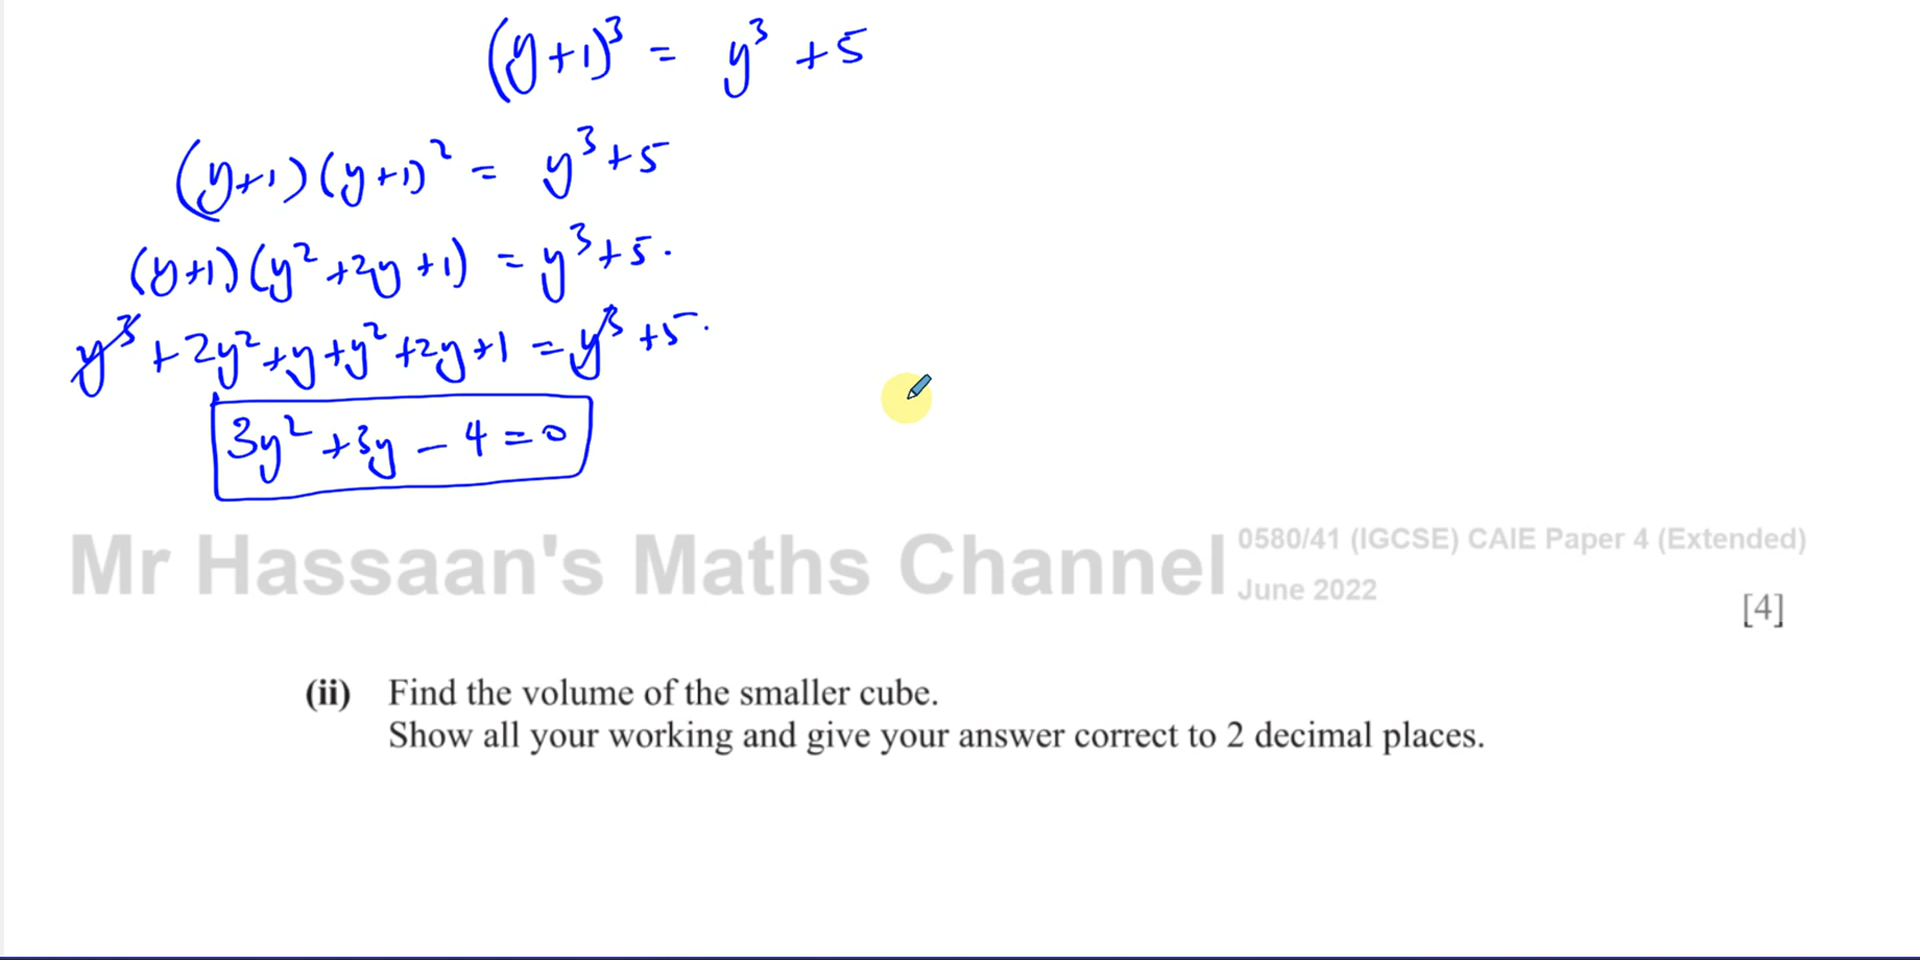 (y+1)³ = y³ +5
(y+1)(y+1)² = y³+5
(y+1)(y² +2y +1) = y³+5.
y³ +2y²+y+y²+2y+1 = y³ +5.
3y² +3y – 4 = 0
Mr Hassaan's Maths Channel 0580/41 (IGCSE) CAIE Paper 4 (Extended)
June 2022
[4]
(ii) Find the volume of the smaller cube.
Show all your working and give your answer correct to 2 decimal places.